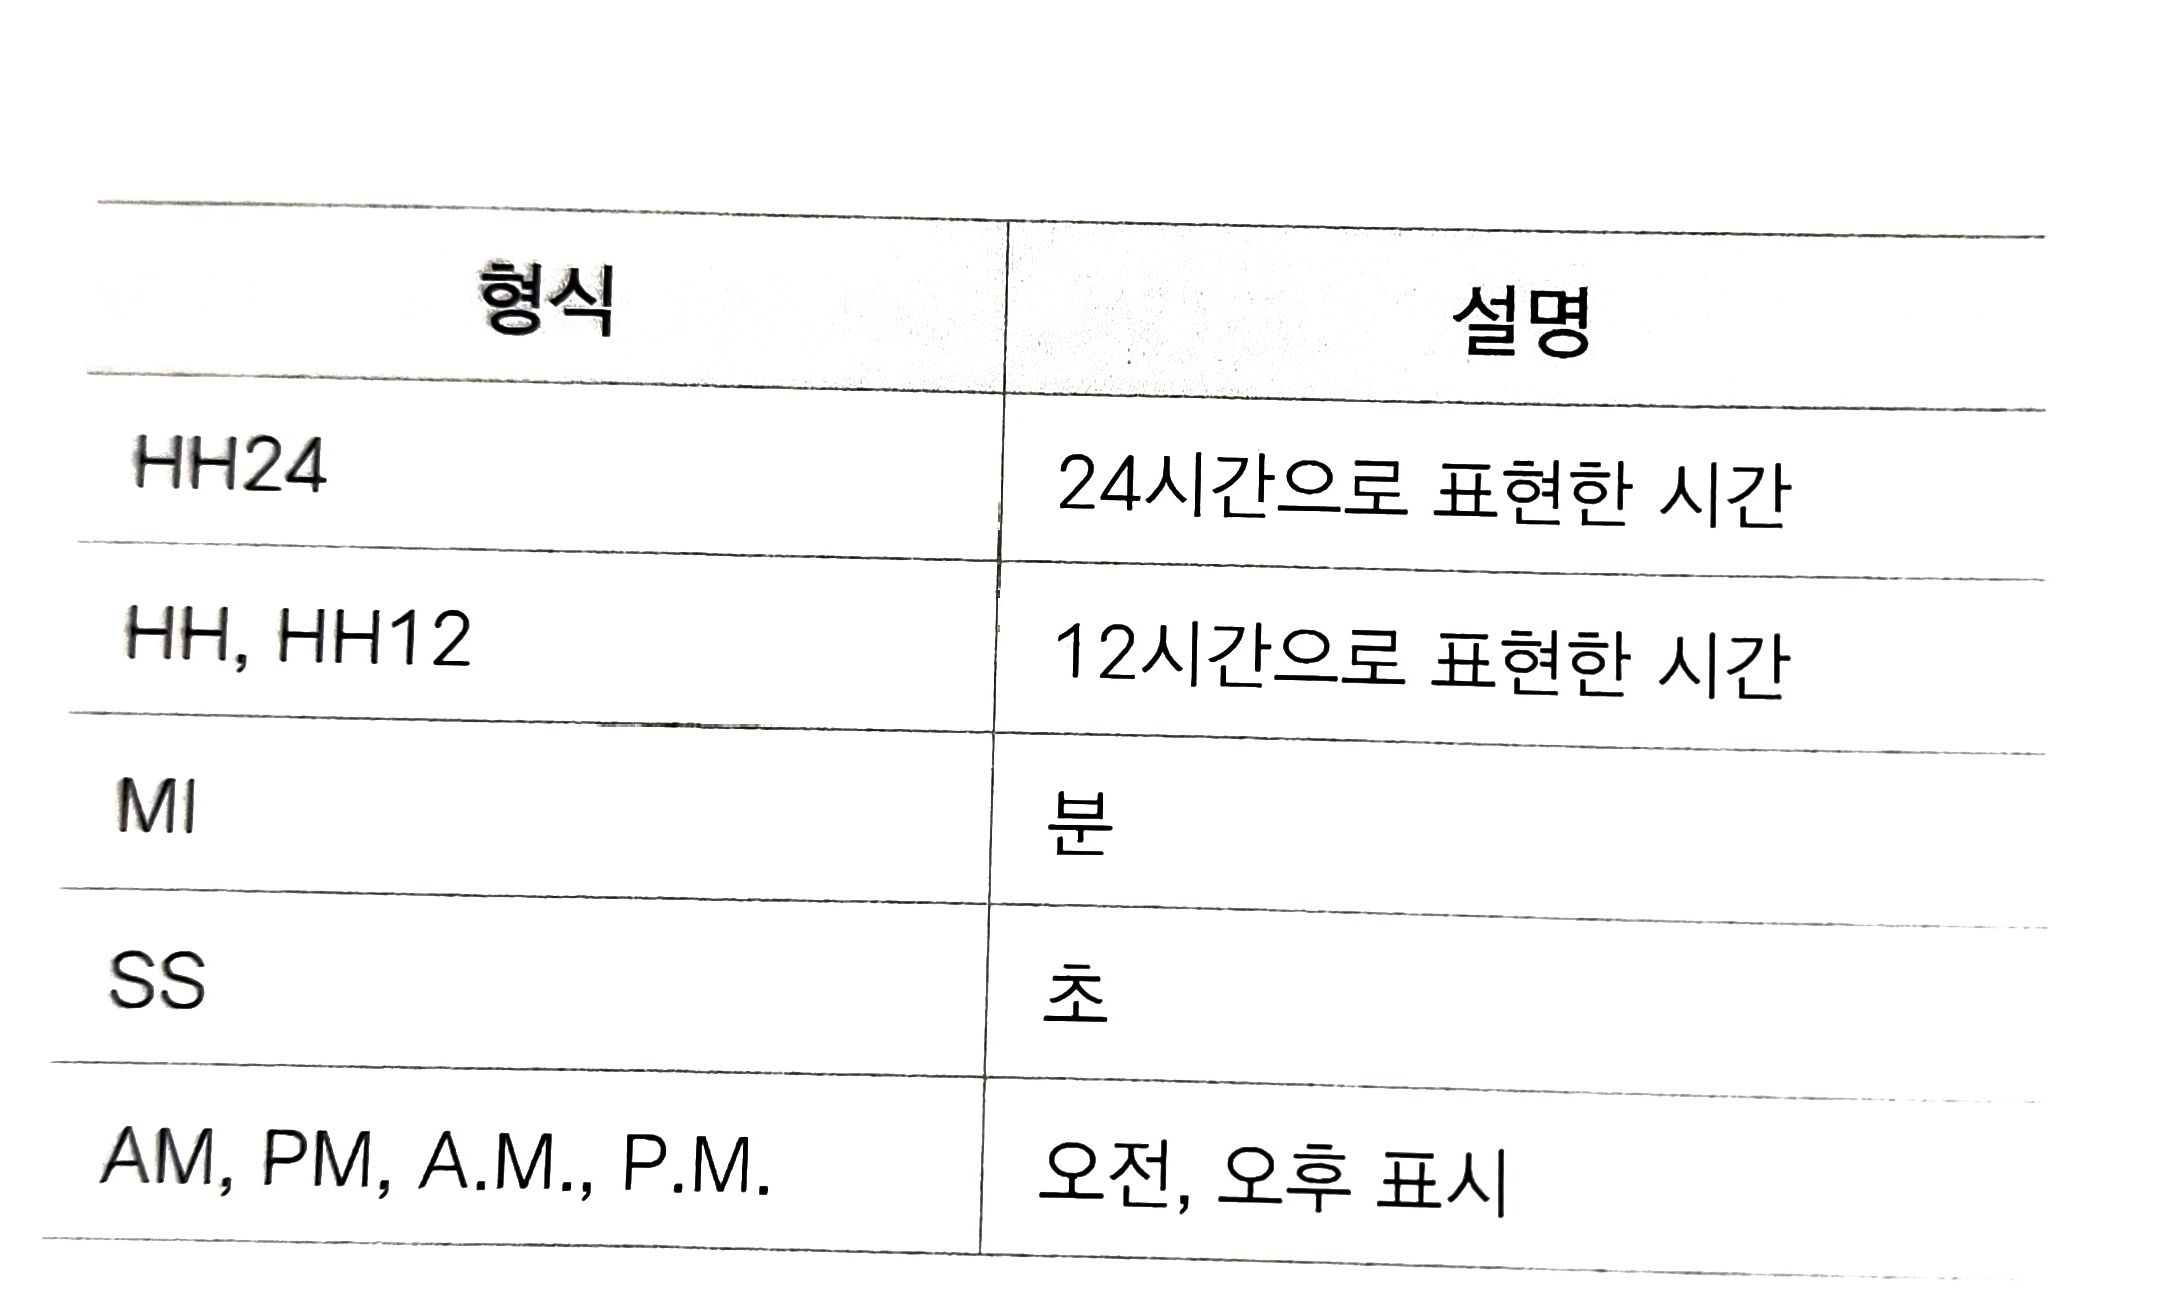 형식 설명
HH24 24시간으로 표현한 시간
HH, HH12 12시간으로 표현한 시간
MI 분
SS 초
AM, PM, A.M., P.M. 오전, 오후 표시